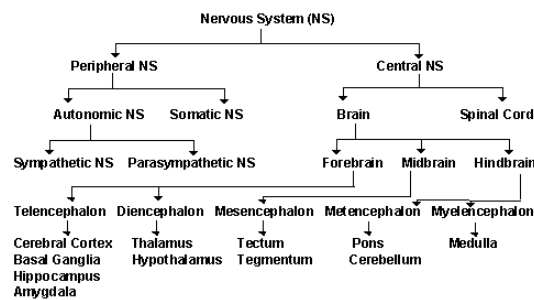 Nervous System (NS)
Peripheral NS Central NS
Autonomic NS Somatic NS Brain Spinal Cord
Sympathetic NS Parasympathetic NS Forebrain Midbrain Hindbrain
Telencephalon Diencephalon Mesencephalon Metencephalon Myelencephalon
Cerebral Cortex Thalamus Tectum Pons Medulla
Basal Ganglia Hypothalamus Tegmentum Cerebellum
Hippocampus
Amygdala